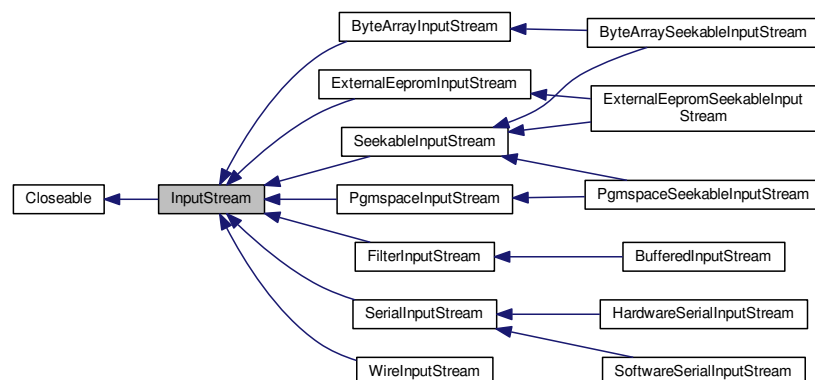 ByteArrayInputStream
ByteArraySeekableInputStream
ExternalEepromInputStream
ExternalEepromSeekableInput
Stream
SeekableInputStream
Closeable
InputStream
PgmspaceInputStream
PgmspaceSeekableInputStream
FilterInputStream
BufferedInputStream
SerialInputStream
HardwareSerialInputStream
WireInputStream
SoftwareSerialInputStream